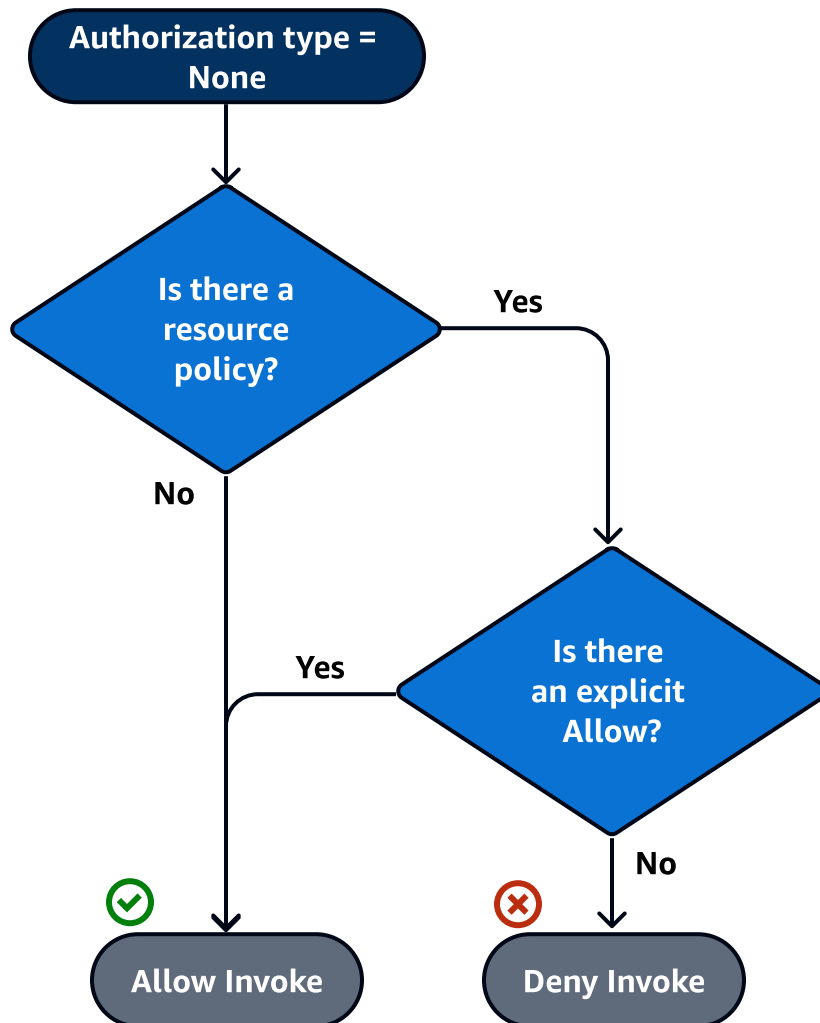 Authorization type =
None
Is there a
resource
policy?
Yes
No
Is there
an explicit
Allow?
Yes
No
Allow Invoke
Deny Invoke